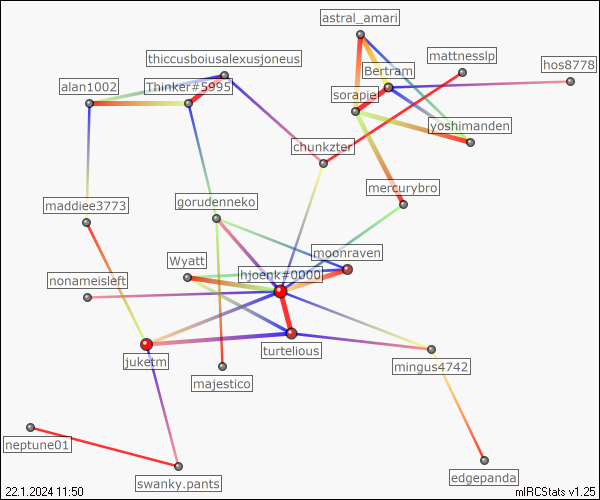 astral_amari
thiccusboiusalexusjoneus
mattnesslp
hos8778
Bertram
alan1002
Thinker#5995
sorapiel
yoshimanden
chunkzter
mercurybro
maddiee3773
gorudenneko
moonraven
Wyatt
hjoenk#0000
nonameisleft
turtelious
juketm
mingus4742
majestico
neptune01
edgepanda
swanky.pants
22.1.2024 11:50
mIRCStats v1.25